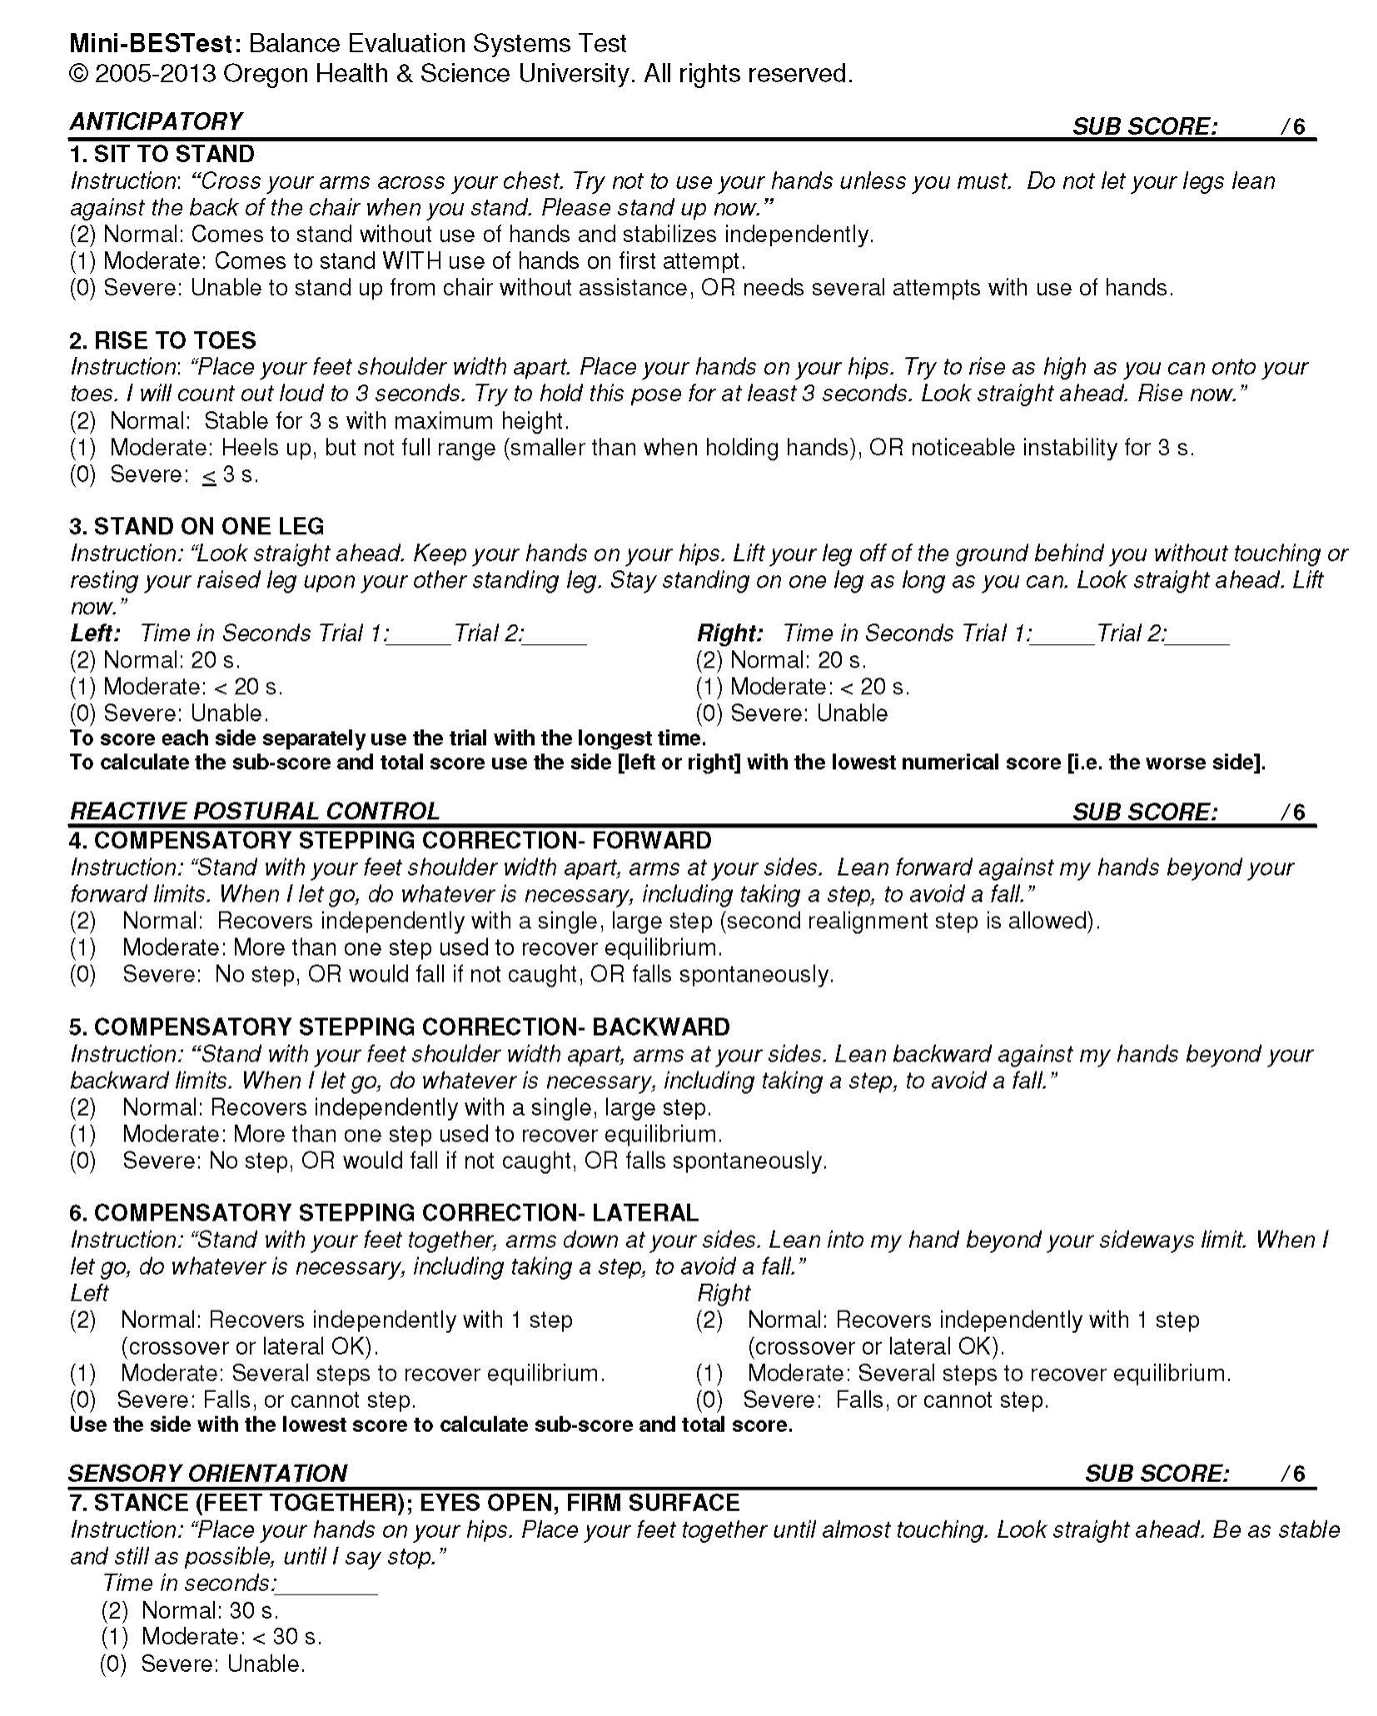 Mini-BESTest: Balance Evaluation Systems Test
© 2005-2013 Oregon Health & Science University. All rights reserved.
ANTICIPATORY SUB SCORE: /6
1. SIT TO STAND
Instruction: “Cross your arms across your chest. Try not to use your hands unless you must. Do not let your legs lean
against the back of the chair when you stand. Please stand up now.”
(2) Normal: Comes to stand without use of hands and stabilizes independently.
(1) Moderate: Comes to stand WITH use of hands on first attempt.
(0) Severe: Unable to stand up from chair without assistance, OR needs several attempts with use of hands.
2. RISE TO TOES
Instruction: “Place your feet shoulder width apart. Place your hands on your hips. Try to rise as high as you can onto your
toes. I will count out loud to 3 seconds. Try to hold this pose for at least 3 seconds. Look straight ahead. Rise now.”
(2) Normal: Stable for 3 s with maximum height.
(1) Moderate: Heels up, but not full range (smaller than when holding hands), OR noticeable instability for 3 s.
(0) Severe: ≤ 3 s.
3. STAND ON ONE LEG
Instruction: “Look straight ahead. Keep your hands on your hips. Lift your leg off of the ground behind you without touching or
resting your raised leg upon your other standing leg. Stay standing on one leg as long as you can. Look straight ahead. Lift
now.”
Left: Time in Seconds Trial 1:_____ Trial 2:_____ Right: Time in Seconds Trial 1:_____ Trial 2:_____
(2) Normal: 20 s. (2) Normal: 20 s.
(1) Moderate: < 20 s. (1) Moderate: < 20 s.
(0) Severe: Unable. (0) Severe: Unable
To score each side separately use the trial with the longest time.
To calculate the sub-score and total score use the side [left or right] with the lowest numerical score [i.e. the worse side].
REACTIVE POSTURAL CONTROL SUB SCORE: /6
4. COMPENSATORY STEPPING CORRECTION- FORWARD
Instruction: “Stand with your feet shoulder width apart, arms at your sides. Lean forward against my hands beyond your
forward limits. When I let go, do whatever is necessary, including taking a step, to avoid a fall.”
(2) Normal: Recovers independently with a single, large step (second realignment step is allowed).
(1) Moderate: More than one step used to recover equilibrium.
(0) Severe: No step, OR would fall if not caught, OR falls spontaneously.
5. COMPENSATORY STEPPING CORRECTION- BACKWARD
Instruction: “Stand with your feet shoulder width apart, arms at your sides. Lean backward against my hands beyond your
backward limits. When I let go, do whatever is necessary, including taking a step, to avoid a fall.”
(2) Normal: Recovers independently with a single, large step.
(1) Moderate: More than one step used to recover equilibrium.
(0) Severe: No step, OR would fall if not caught, OR falls spontaneously.
6. COMPENSATORY STEPPING CORRECTION- LATERAL
Instruction: “Stand with your feet together, arms down at your sides. Lean into my hand beyond your sideways limit. When I
let go, do whatever is necessary, including taking a step, to avoid a fall.”
Left Right
(2) Normal: Recovers independently with 1 step (2) Normal: Recovers independently with 1 step
(crossover or lateral OK). (crossover or lateral OK).
(1) Moderate: Several steps to recover equilibrium. (1) Moderate: Several steps to recover equilibrium.
(0) Severe: Falls, or cannot step. (0) Severe: Falls, or cannot step.
Use the side with the lowest score to calculate sub-score and total score.
SENSORY ORIENTATION SUB SCORE: /6
7. STANCE (FEET TOGETHER); EYES OPEN, FIRM SURFACE
Instruction: “Place your hands on your hips. Place your feet together until almost touching. Look straight ahead. Be as stable
and still as possible, until I say stop.”
Time in seconds:________
(2) Normal: 30 s.
(1) Moderate: < 30 s.
(0) Severe: Unable.